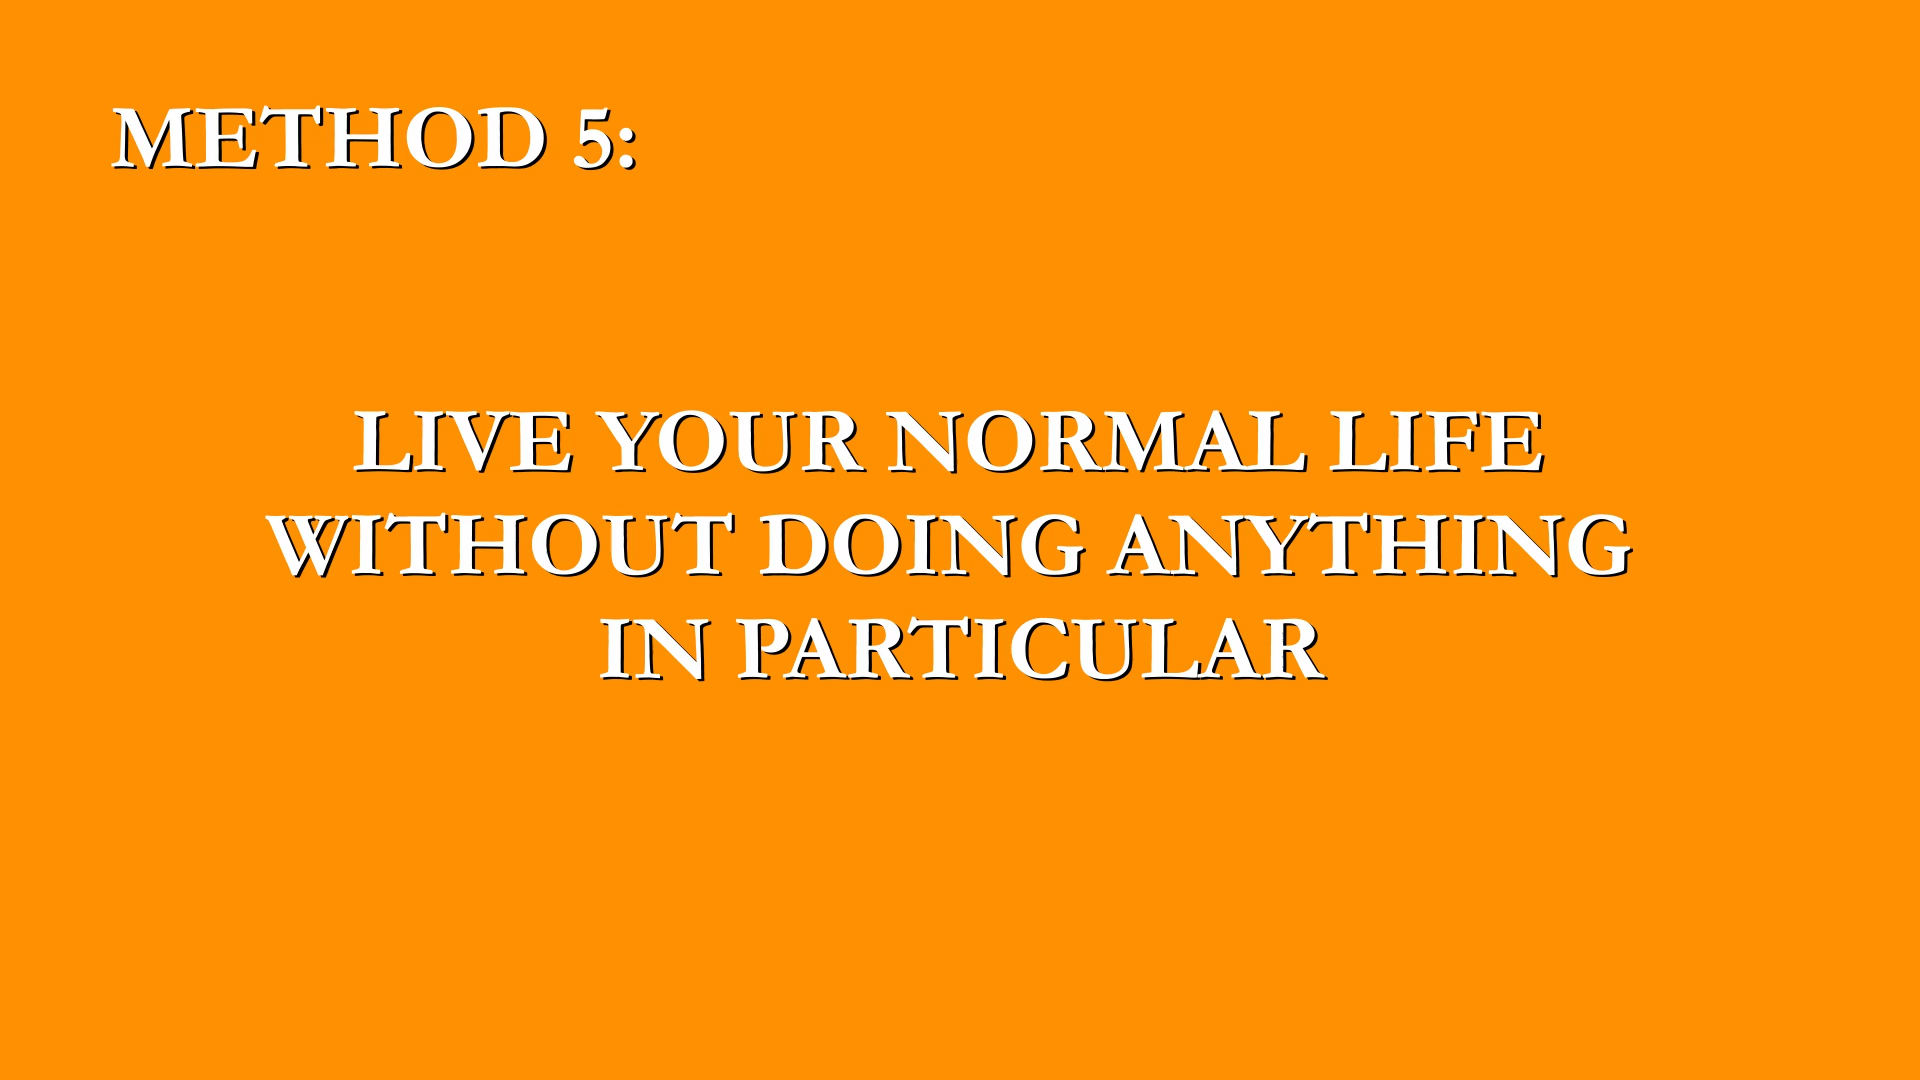 METHOD 5:
LIVE YOUR NORMAL LIFE
WITHOUT DOING ANYTHING
IN PARTICULAR